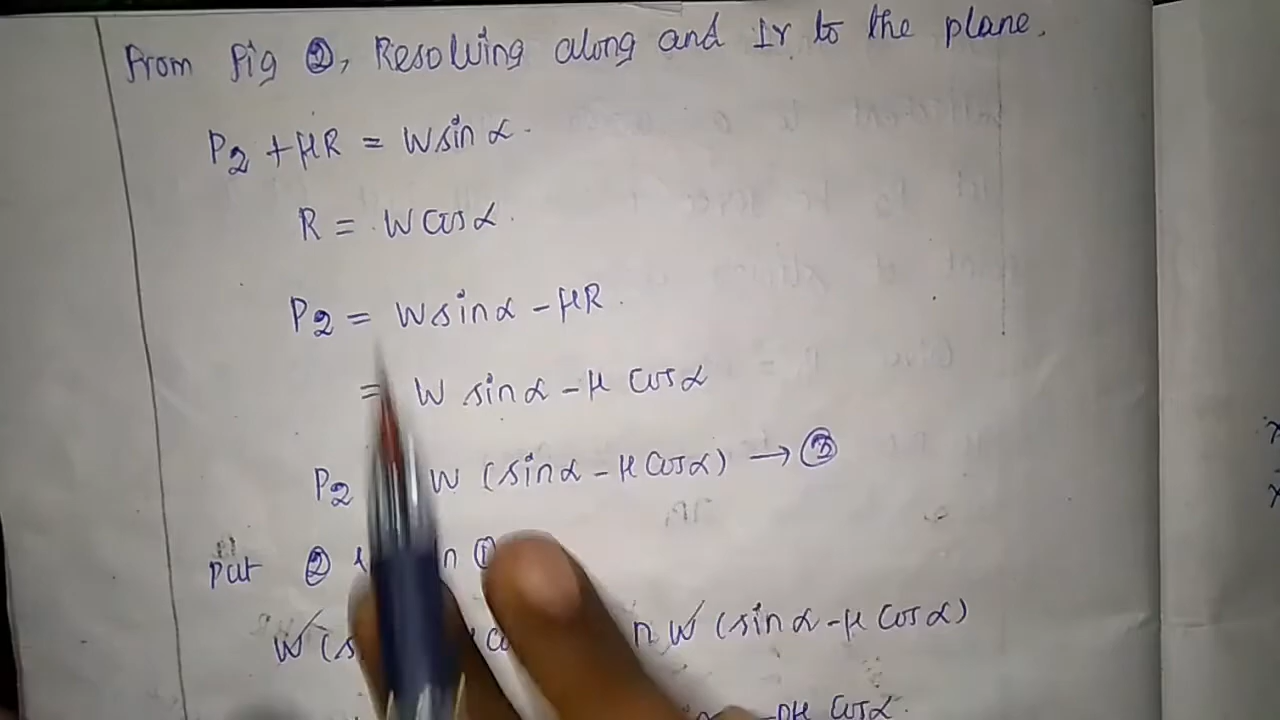 From Fig ②, Resolving along and ⊥r to the plane.
P2 + μR = W sin α.
R = W cos α.
P2 = W sin α - μR.
= W sin α - μ cos α
P2 W (sin α - μ cos α) → ③
Put ② n ①
W (s n W (sin α - μ cos α)
cos α.